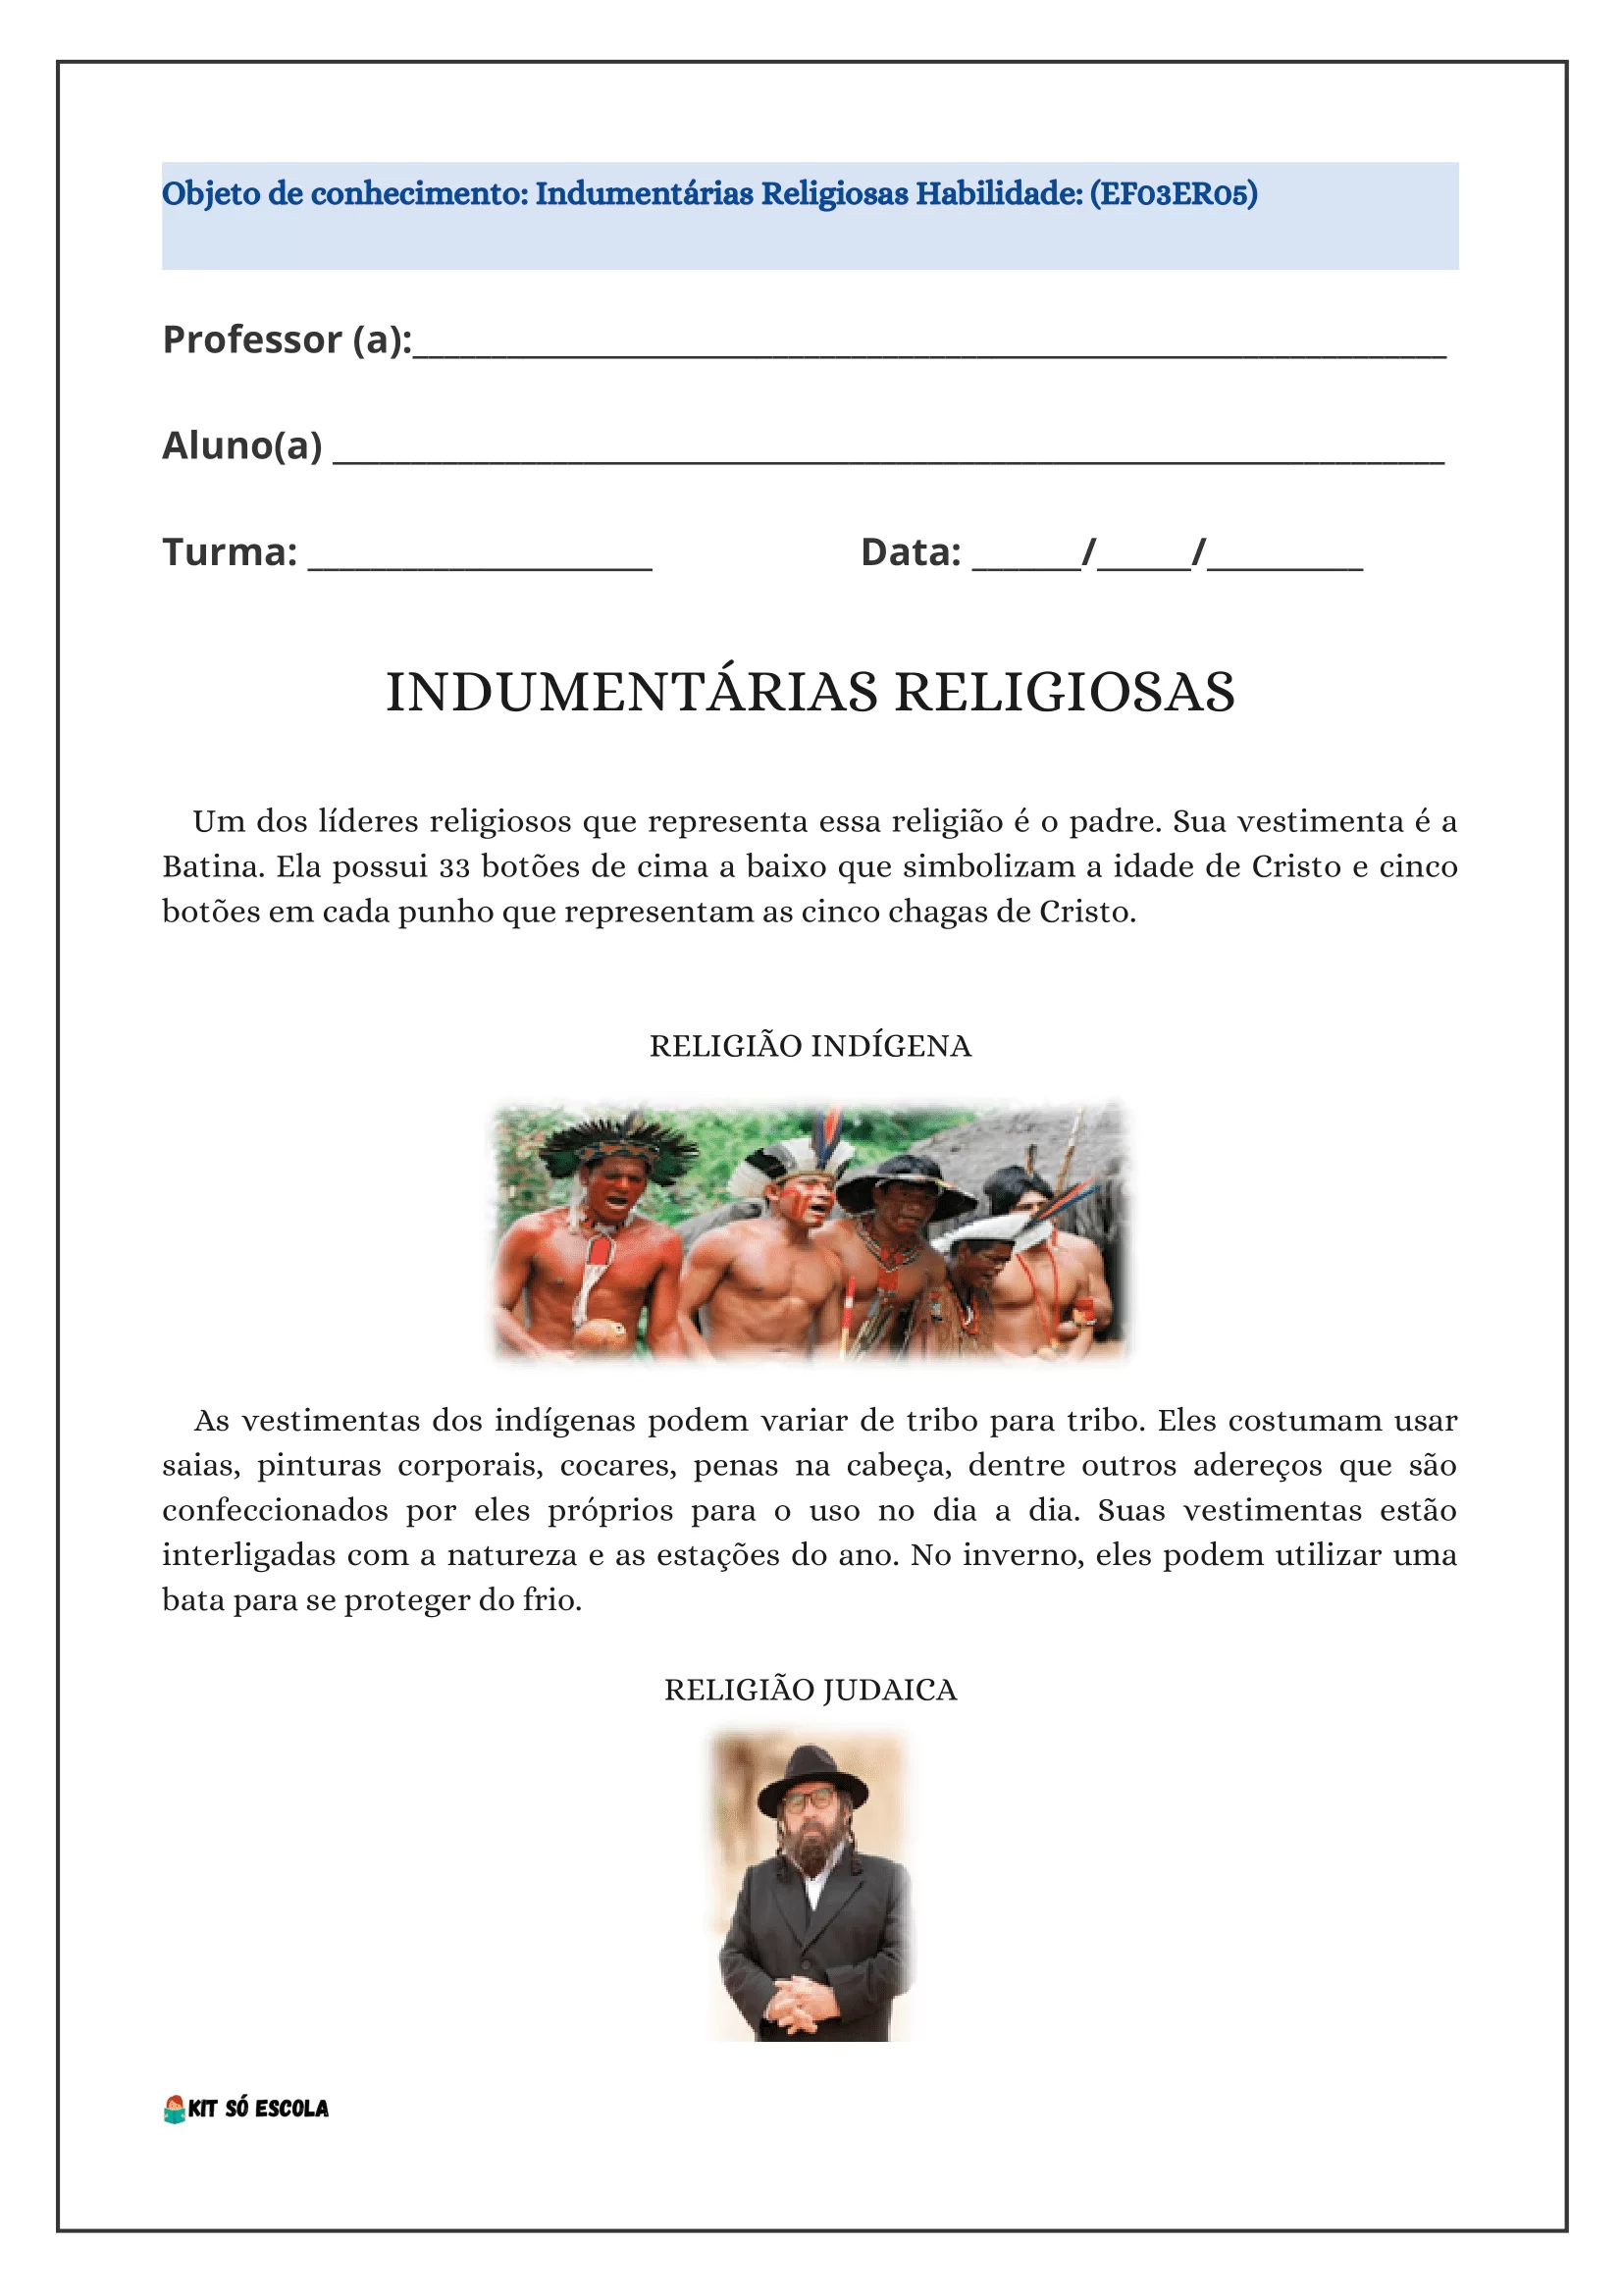 Objeto de conhecimento: Indumentárias Religiosas Habilidade: (EF03ER05)
Professor (a):__________________________________________________________________
Aluno(a) _______________________________________________________________________
Turma: ______________________ Data: _______/______/__________
INDUMENTÁRIAS RELIGIOSAS
Um dos líderes religiosos que representa essa religião é o padre. Sua vestimenta é a
Batina. Ela possui 33 botões de cima a baixo que simbolizam a idade de Cristo e cinco
botões em cada punho que representam as cinco chagas de Cristo.
RELIGIÃO INDÍGENA
As vestimentas dos indígenas podem variar de tribo para tribo. Eles costumam usar
saias, pinturas corporais, cocares, penas na cabeça, dentre outros adereços que são
confeccionados por eles próprios para o uso no dia a dia. Suas vestimentas estão
interligadas com a natureza e as estações do ano. No inverno, eles podem utilizar uma
bata para se proteger do frio.
RELIGIÃO JUDAICA
KIT SÓ ESCOLA